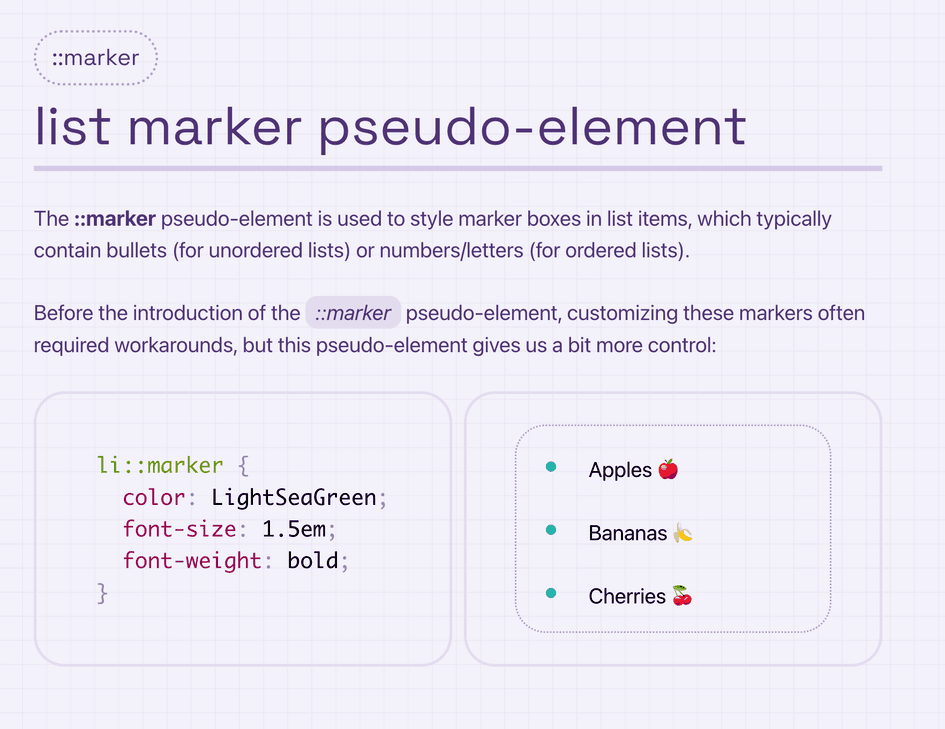 ::marker
list marker pseudo-element
The ::marker pseudo-element is used to style marker boxes in list items, which typically
contain bullets (for unordered lists) or numbers/letters (for ordered lists).
Before the introduction of the ::marker pseudo-element, customizing these markers often
required workarounds, but this pseudo-element gives us a bit more control:
li::marker {
  color: LightSeaGreen;
  font-size: 1.5em;
  font-weight: bold;
}
• Apples 🍎
• Bananas 🍌
• Cherries 🍒